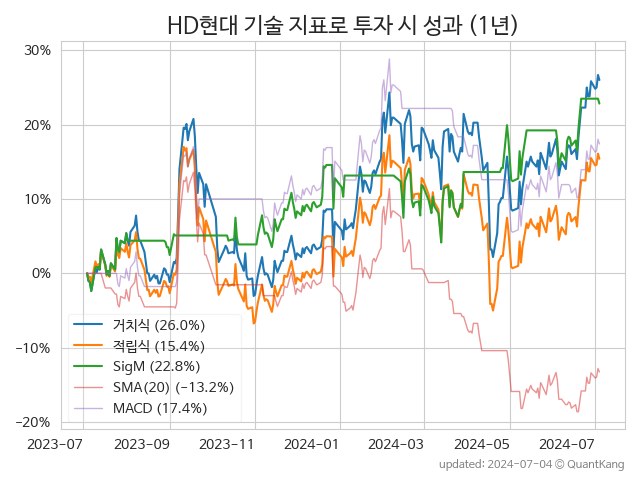 HD현대 기술 지표로 투자 시 성과 (1년)
30%
20%
10%
0%
−10%
−20%
거치식 (26.0%)
적립식 (15.4%)
SigM (22.8%)
SMA(20) (−13.2%)
MACD (17.4%)
2023-07 2023-09 2023-11 2024-01 2024-03 2024-05 2024-07
updated: 2024-07-04 © QuantKang